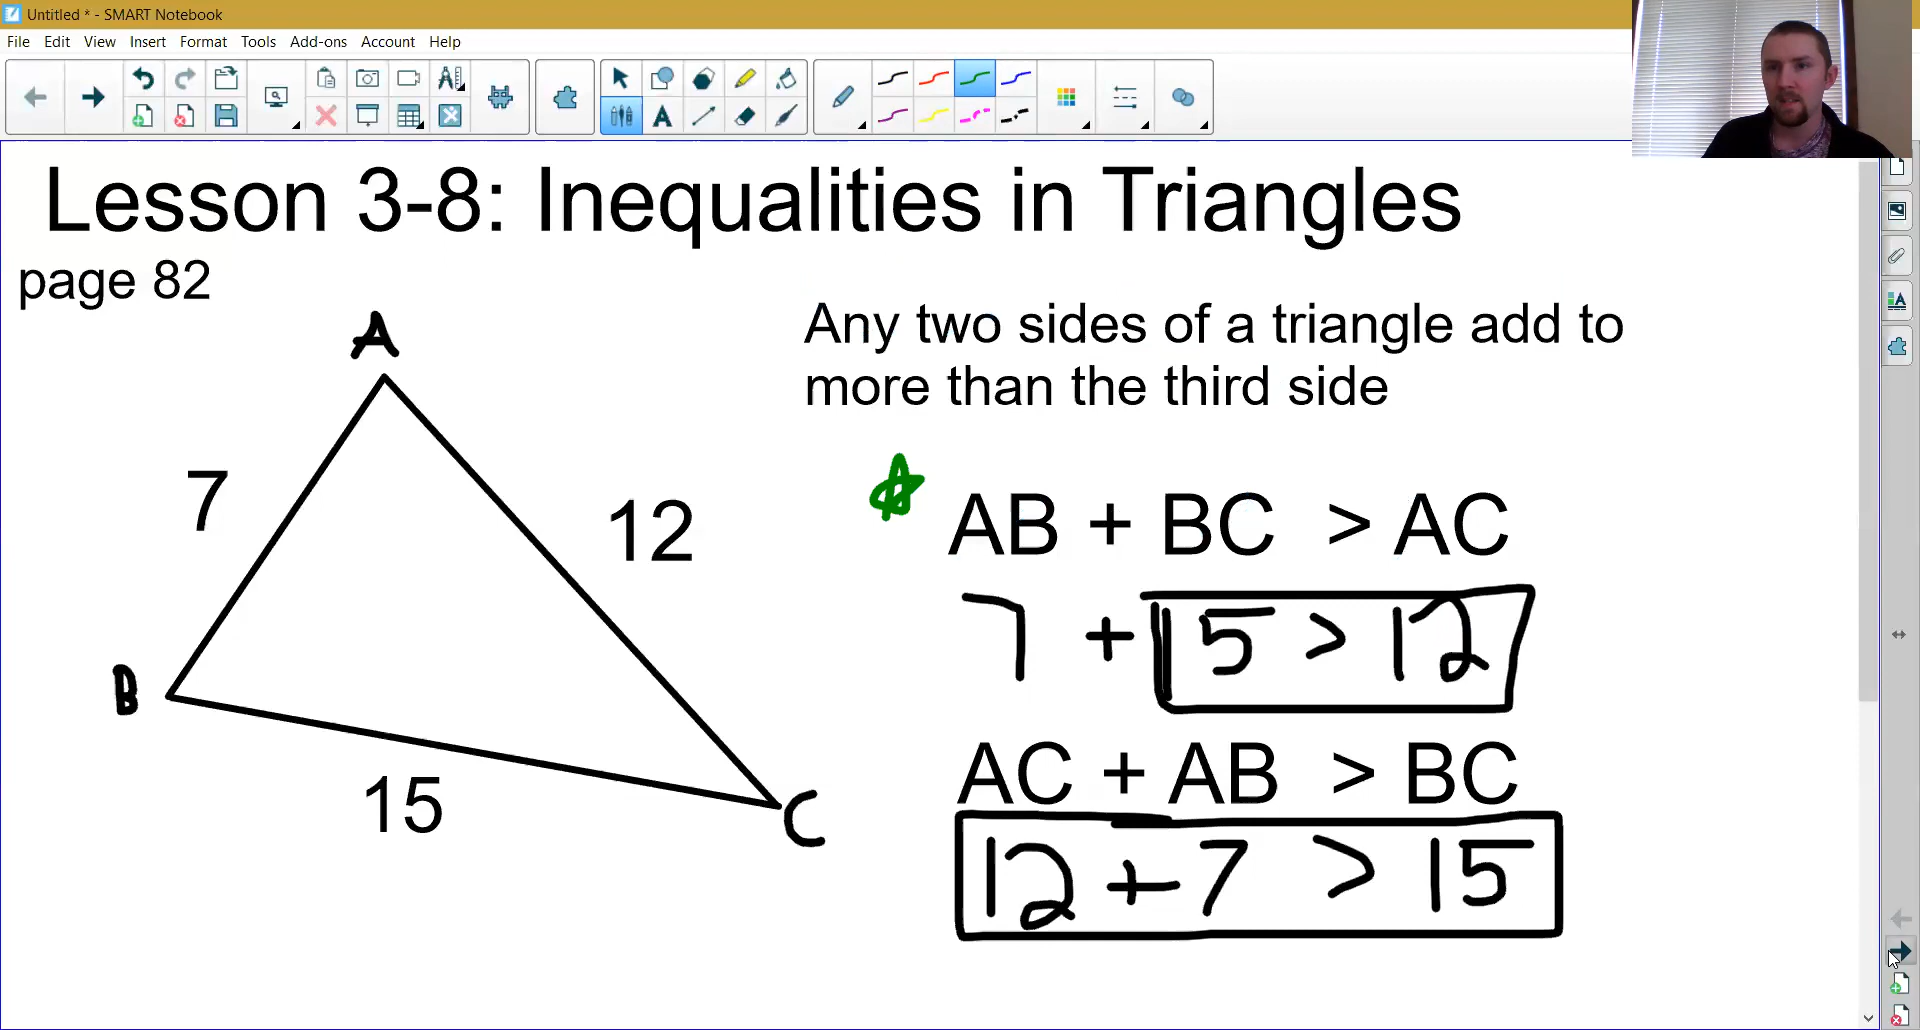 Untitled * - SMART Notebook
File Edit View Insert Format Tools Add-ons Account Help
Lesson 3-8: Inequalities in Triangles
page 82
Any two sides of a triangle add to
more than the third side
A
7
12
B
15
C
AB + BC > AC
7 + 15 > 12
AC + AB > BC
12 + 7 > 15